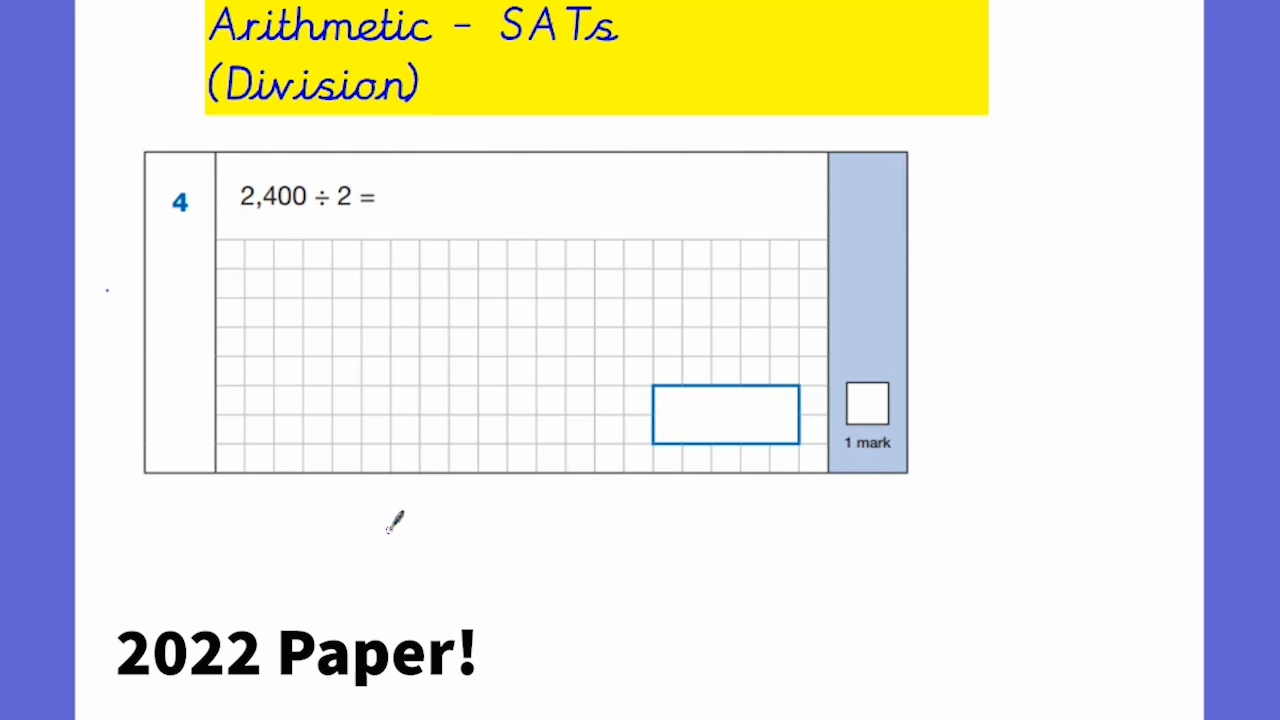 Arithmetic - SATs
(Division)
4
2,400 ÷ 2 =
1 mark
2022 Paper!